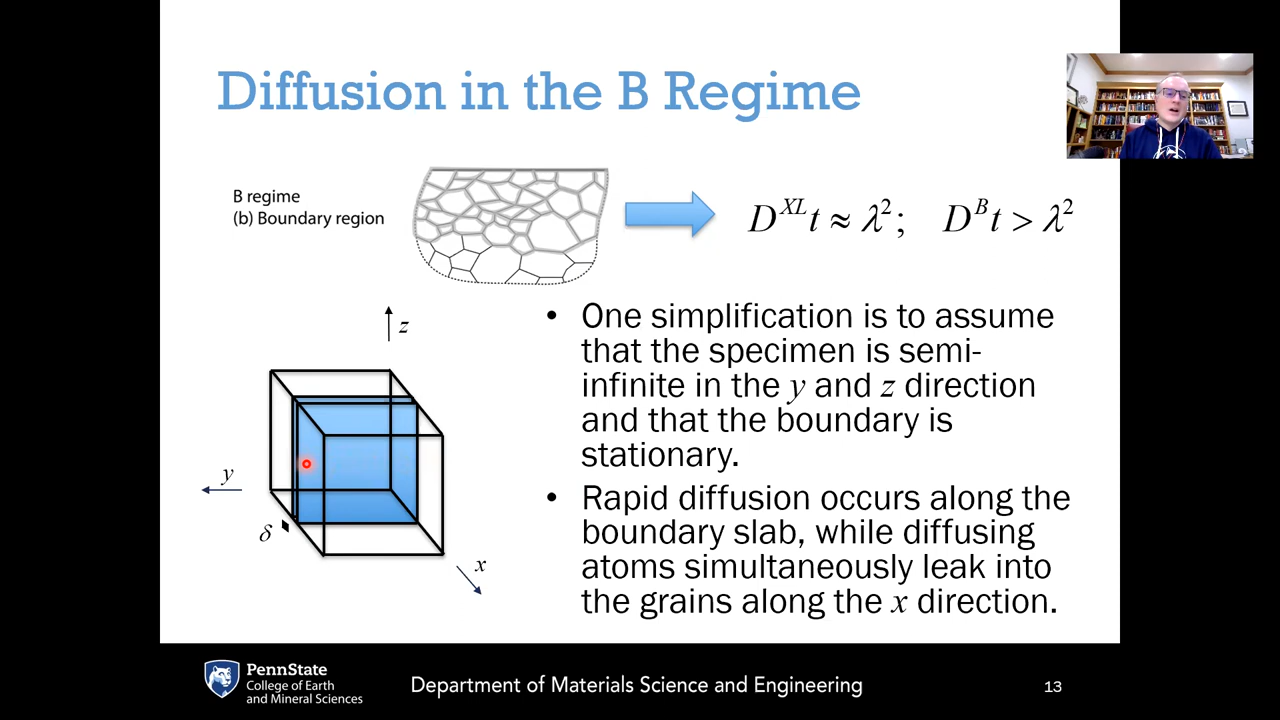 Diffusion in the B Regime
B regime
(b) Boundary region
D^{XL}t ≈ λ²; D^{B}t > λ²
z
y
δ
x
• One simplification is to assume
that the specimen is semi-
infinite in the y and z direction
and that the boundary is
stationary.
• Rapid diffusion occurs along the
boundary slab, while diffusing
atoms simultaneously leak into
the grains along the x direction.
PennState
College of Earth
and Mineral Sciences
Department of Materials Science and Engineering
13